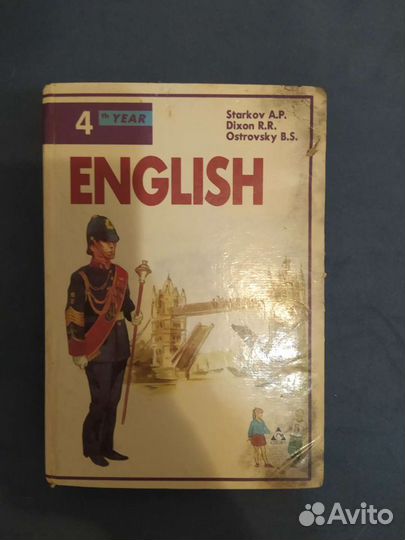 4th YEAR
Starkov A.P.
Dixon R.R.
Ostrovsky B.S.
ENGLISH
Avito